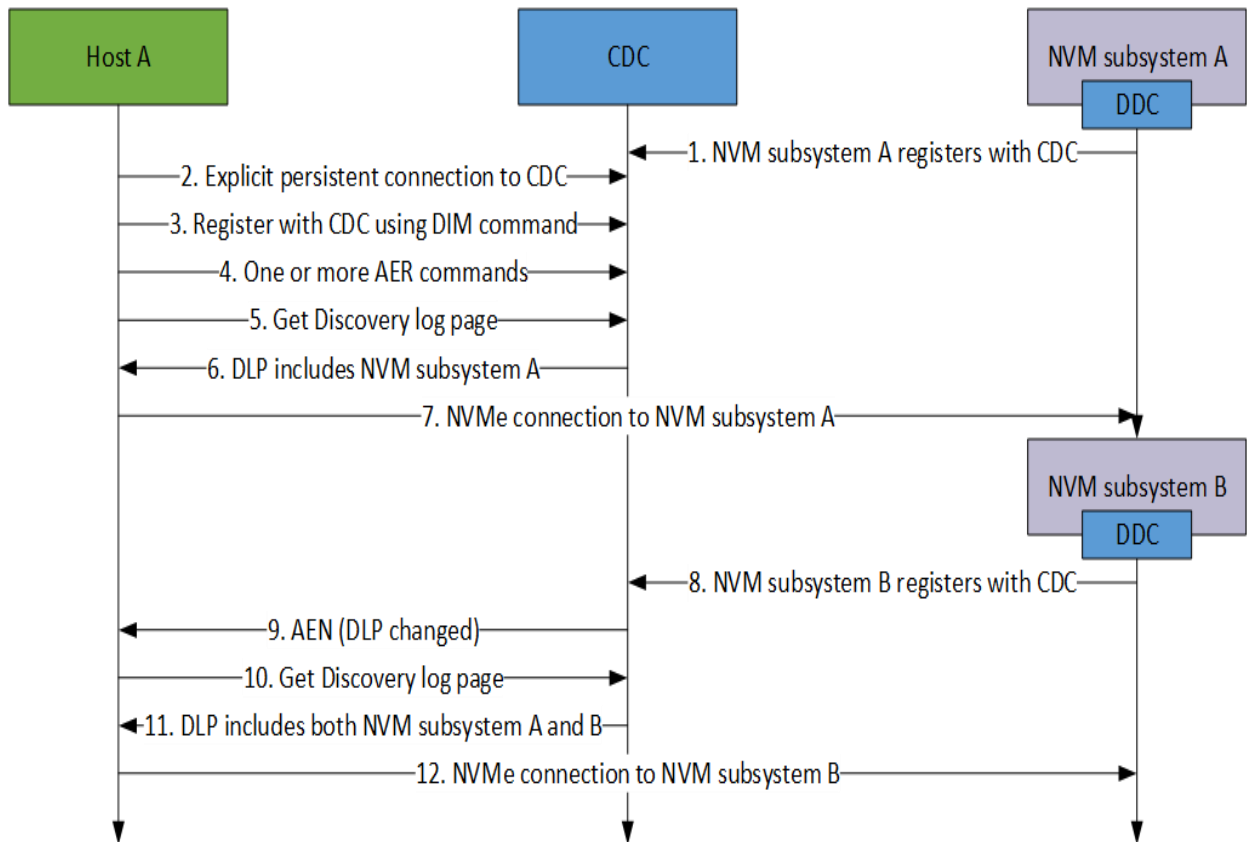 Host A
CDC
NVM subsystem A
DDC
1. NVM subsystem A registers with CDC
2. Explicit persistent connection to CDC
3. Register with CDC using DIM command
4. One or more AER commands
5. Get Discovery log page
6. DLP includes NVM subsystem A
7. NVMe connection to NVM subsystem A
NVM subsystem B
DDC
8. NVM subsystem B registers with CDC
9. AEN (DLP changed)
10. Get Discovery log page
11. DLP includes both NVM subsystem A and B
12. NVMe connection to NVM subsystem B